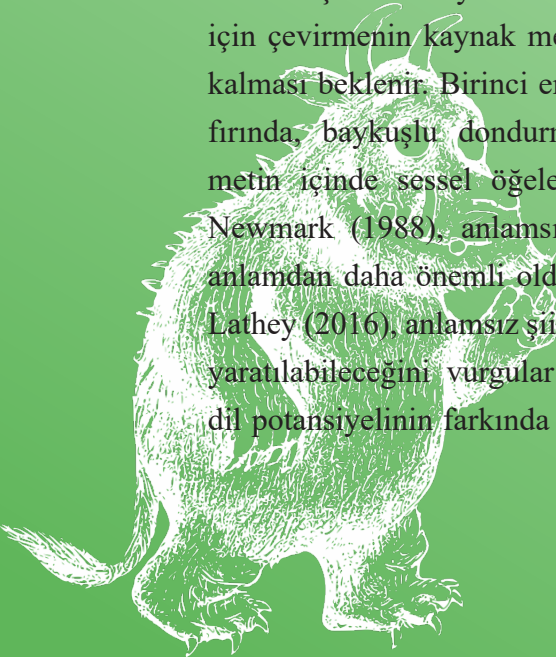 için çevirmenin kaynak me
kalması beklenir. Birinci er
fırında, baykuşlu dondurn
metin içinde sessel öğele
Newmark (1988), anlamsı
anlamdan daha önemli old
Lathey (2016), anlamsız şii
yaratılabileceğini vurgular
dil potansiyelinin farkında